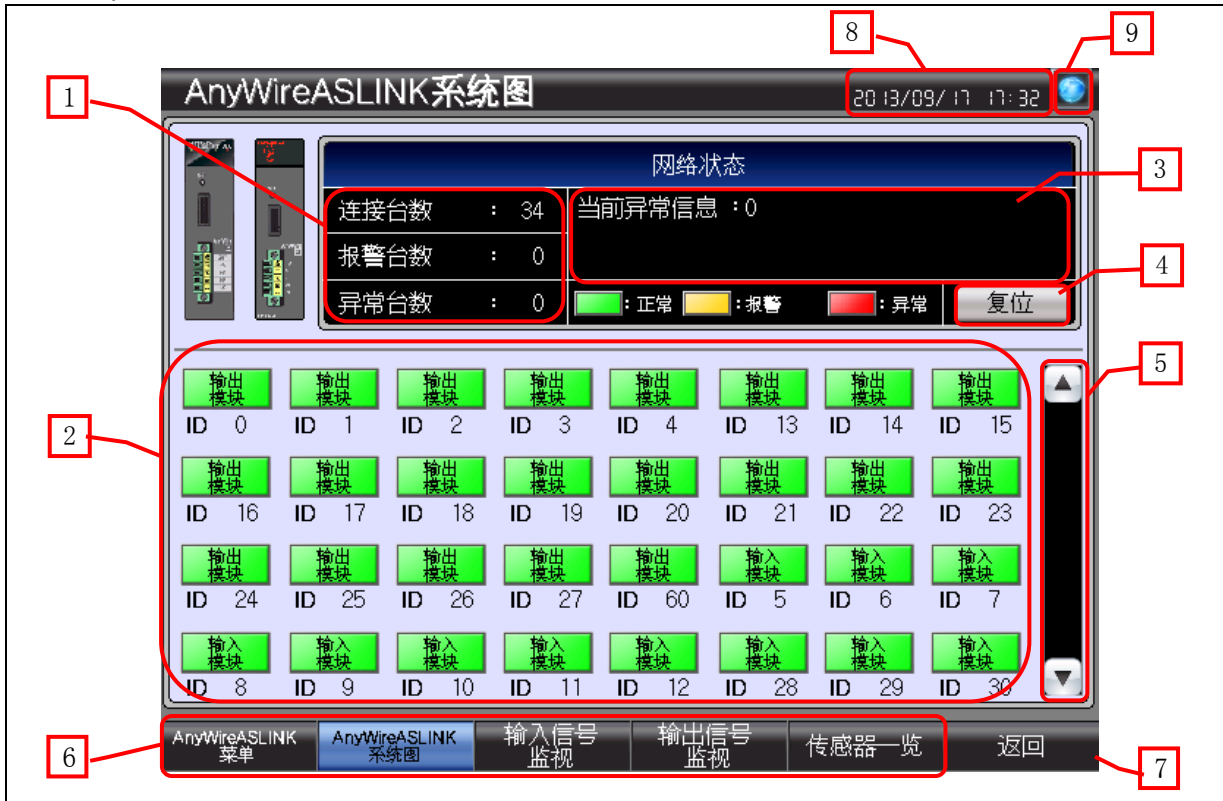 8
9
1
AnyWireASLINK系统图
2013/09/17 17:32
网络状态
3
连接台数 : 34
当前异常信息 :0
报警台数 : 0
4
异常台数 : 0
:正常
:报警
:异常
复位
5
输出 输出 输出 输出 输出 输出 输出 输出
模块 模块 模块 模块 模块 模块 模块 模块
ID 0 ID 1 ID 2 ID 3 ID 4 ID 13 ID 14 ID 15
2
输出 输出 输出 输出 输出 输出 输出 输出
模块 模块 模块 模块 模块 模块 模块 模块
ID 16 ID 17 ID 18 ID 19 ID 20 ID 21 ID 22 ID 23
输出 输出 输出 输出 输出 输入 输入 输入
模块 模块 模块 模块 模块 模块 模块 模块
ID 24 ID 25 ID 26 ID 27 ID 60 ID 5 ID 6 ID 7
输入 输入 输入 输入 输入 输入 输入 输入
模块 模块 模块 模块 模块 模块 模块 模块
ID 8 ID 9 ID 10 ID 11 ID 12 ID 28 ID 29 ID 30
6
AnyWireASLINK
菜单
AnyWireASLINK
系统图
输入信号
监视
输出信号
监视
传感器一览
返回
7